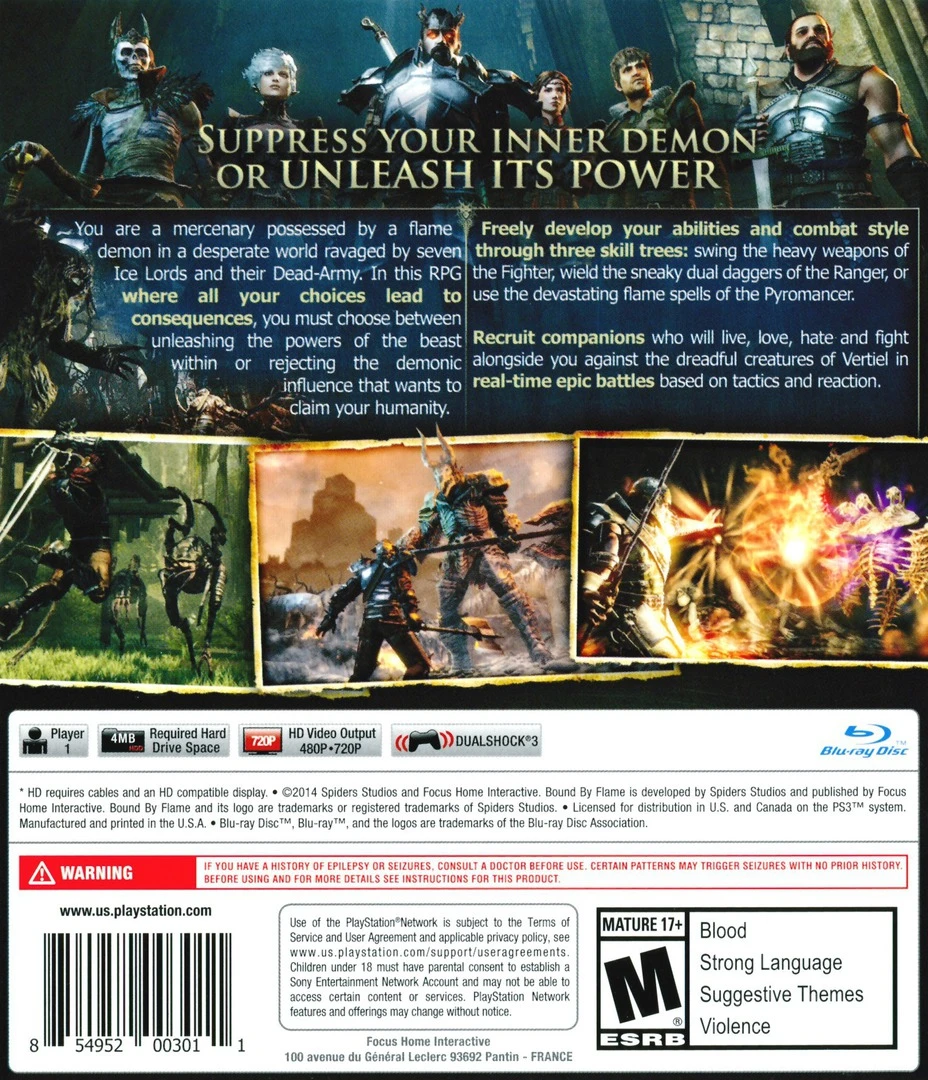 SUPPRESS YOUR INNER DEMON
OR UNLEASH ITS POWER
You are a mercenary possessed by a flame
demon in a desperate world ravaged by seven
Ice Lords and their Dead-Army. In this RPG
where all your choices lead to
consequences, you must choose between
unleashing the powers of the beast
within or rejecting the demonic
influence that wants to
claim your humanity.
Freely develop your abilities and combat style
through three skill trees: swing the heavy weapons of
the Fighter, wield the sneaky dual daggers of the Ranger, or
use the devastating flame spells of the Pyromancer.
Recruit companions who will live, love, hate and fight
alongside you against the dreadful creatures of Vertiel in
real-time epic battles based on tactics and reaction.
Player
1
4MB HDD
Required Hard
Drive Space
720P
HD Video Output
480P•720P
DUALSHOCK®3
Blu-ray Disc™
* HD requires cables and an HD compatible display. • ©2014 Spiders Studios and Focus Home Interactive. Bound By Flame is developed by Spiders Studios and published by Focus
Home Interactive. Bound By Flame and its logo are trademarks or registered trademarks of Spiders Studios. • Licensed for distribution in U.S. and Canada on the PS3™ system.
Manufactured and printed in the U.S.A. • Blu-ray Disc™, Blu-ray™, and the logos are trademarks of the Blu-ray Disc Association.
WARNING
IF YOU HAVE A HISTORY OF EPILEPSY OR SEIZURES, CONSULT A DOCTOR BEFORE USE. CERTAIN PATTERNS MAY TRIGGER SEIZURES WITH NO PRIOR HISTORY.
BEFORE USING AND FOR MORE DETAILS SEE INSTRUCTIONS FOR THIS PRODUCT.
www.us.playstation.com
8 54952 00301 1
Use of the PlayStation®Network is subject to the Terms of
Service and User Agreement and applicable privacy policy, see
www.us.playstation.com/support/useragreements.
Children under 18 must have parental consent to establish a
Sony Entertainment Network Account and may not be able to
access certain content or services. PlayStation Network
features and offerings may change without notice.
Focus Home Interactive
100 avenue du Général Leclerc 93692 Pantin - FRANCE
MATURE 17+
M®
ESRB
Blood
Strong Language
Suggestive Themes
Violence